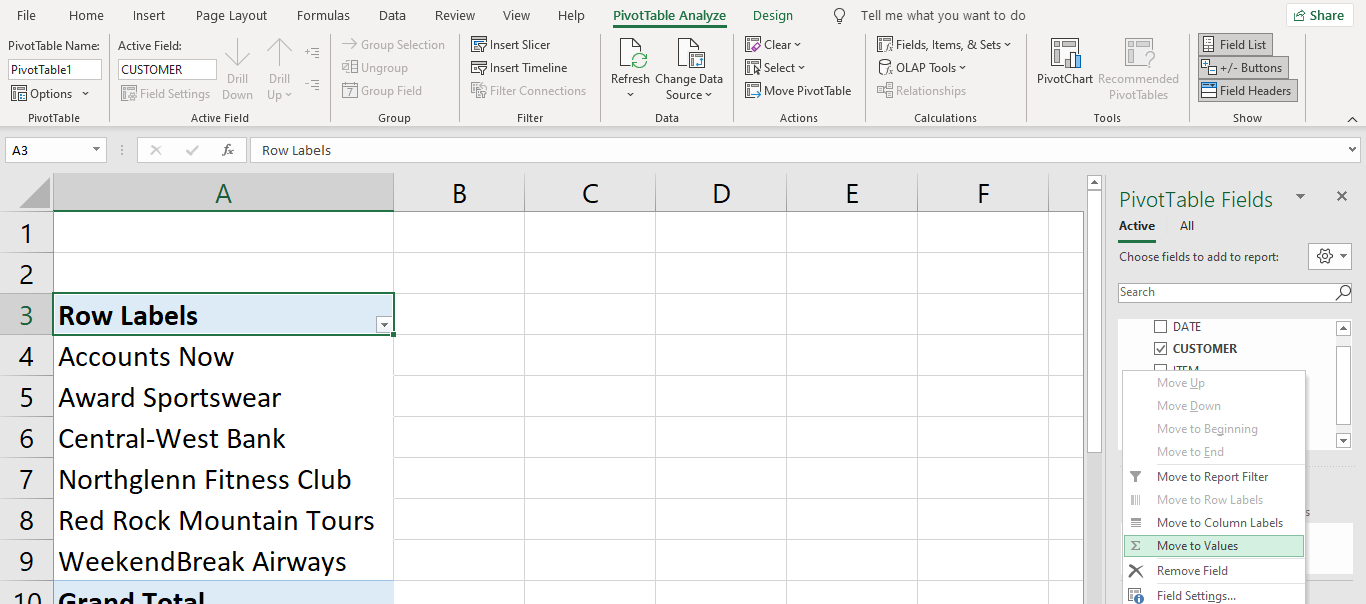 File Home Insert Page Layout Formulas Data Review View Help PivotTable Analyze Design Tell me what you want to do Share
PivotTable Name: Active Field: Group Selection Insert Slicer Clear Fields, Items, & Sets Field List
PivotTable1 CUSTOMER Drill Down Drill Up Ungroup Insert Timeline Refresh Change Data Source Select OLAP Tools PivotChart Recommended PivotTables +/- Buttons
Options Field Settings Group Field Filter Connections Move PivotTable Relationships Field Headers
PivotTable Active Field Group Filter Data Actions Calculations Tools Show
A3 fx Row Labels
A B C D E F
1
2
3 Row Labels
4 Accounts Now
5 Award Sportswear
6 Central-West Bank
7 Northglenn Fitness Club
8 Red Rock Mountain Tours
9 WeekendBreak Airways
10 Grand Total
PivotTable Fields
Active All
Choose fields to add to report:
Search
DATE
CUSTOMER
ITEM
Move Up
Move Down
Move to Beginning
Move to End
Move to Report Filter
Move to Row Labels
Move to Column Labels
Σ Move to Values
Remove Field
Field Settings...